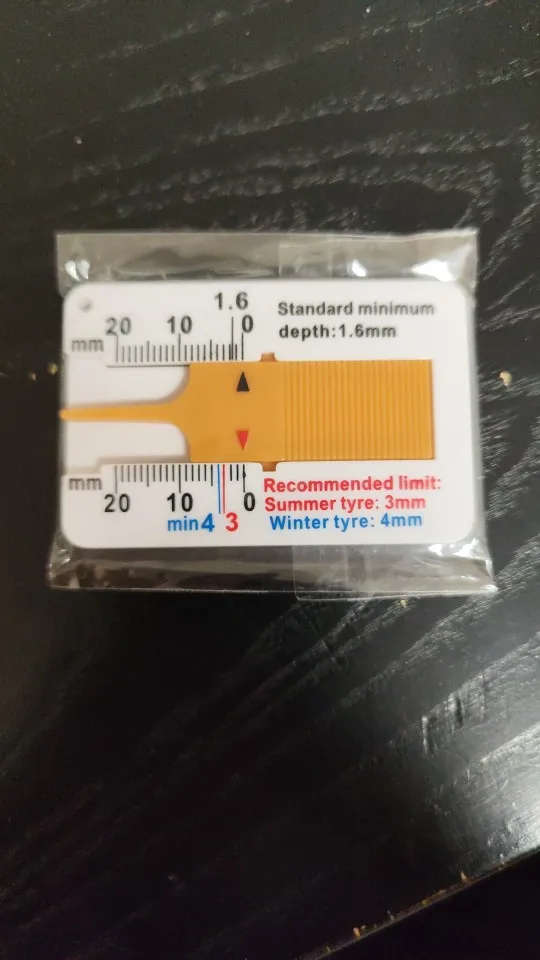 1.6
20 10 0
mm
Standard minimum
depth:1.6mm
mm
20 10 0
min4 3
Recommended limit:
Summer tyre: 3mm
Winter tyre: 4mm